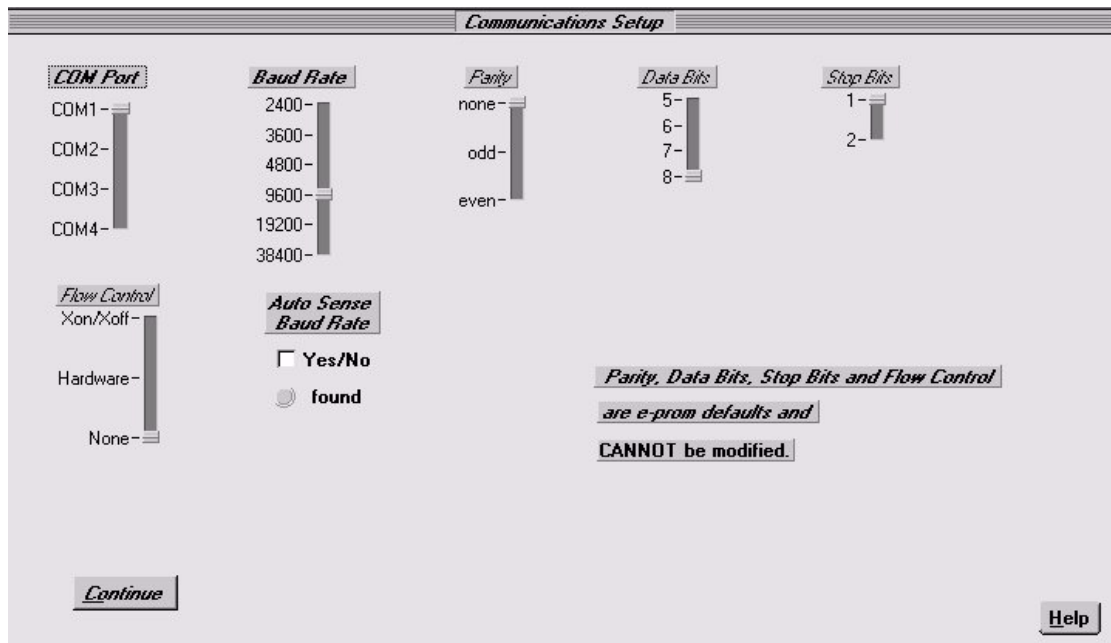 Communications Setup
COM Port
COM1
COM2
COM3
COM4
Baud Rate
2400
3600
4800
9600
19200
38400
Parity
none
odd
even
Data Bits
5
6
7
8
Stop Bits
1
2
Flow Control
Xon/Xoff
Hardware
None
Auto Sense
Baud Rate
Yes/No
found
Parity, Data Bits, Stop Bits and Flow Control
are e-prom defaults and
CANNOT be modified.
Continue
Help